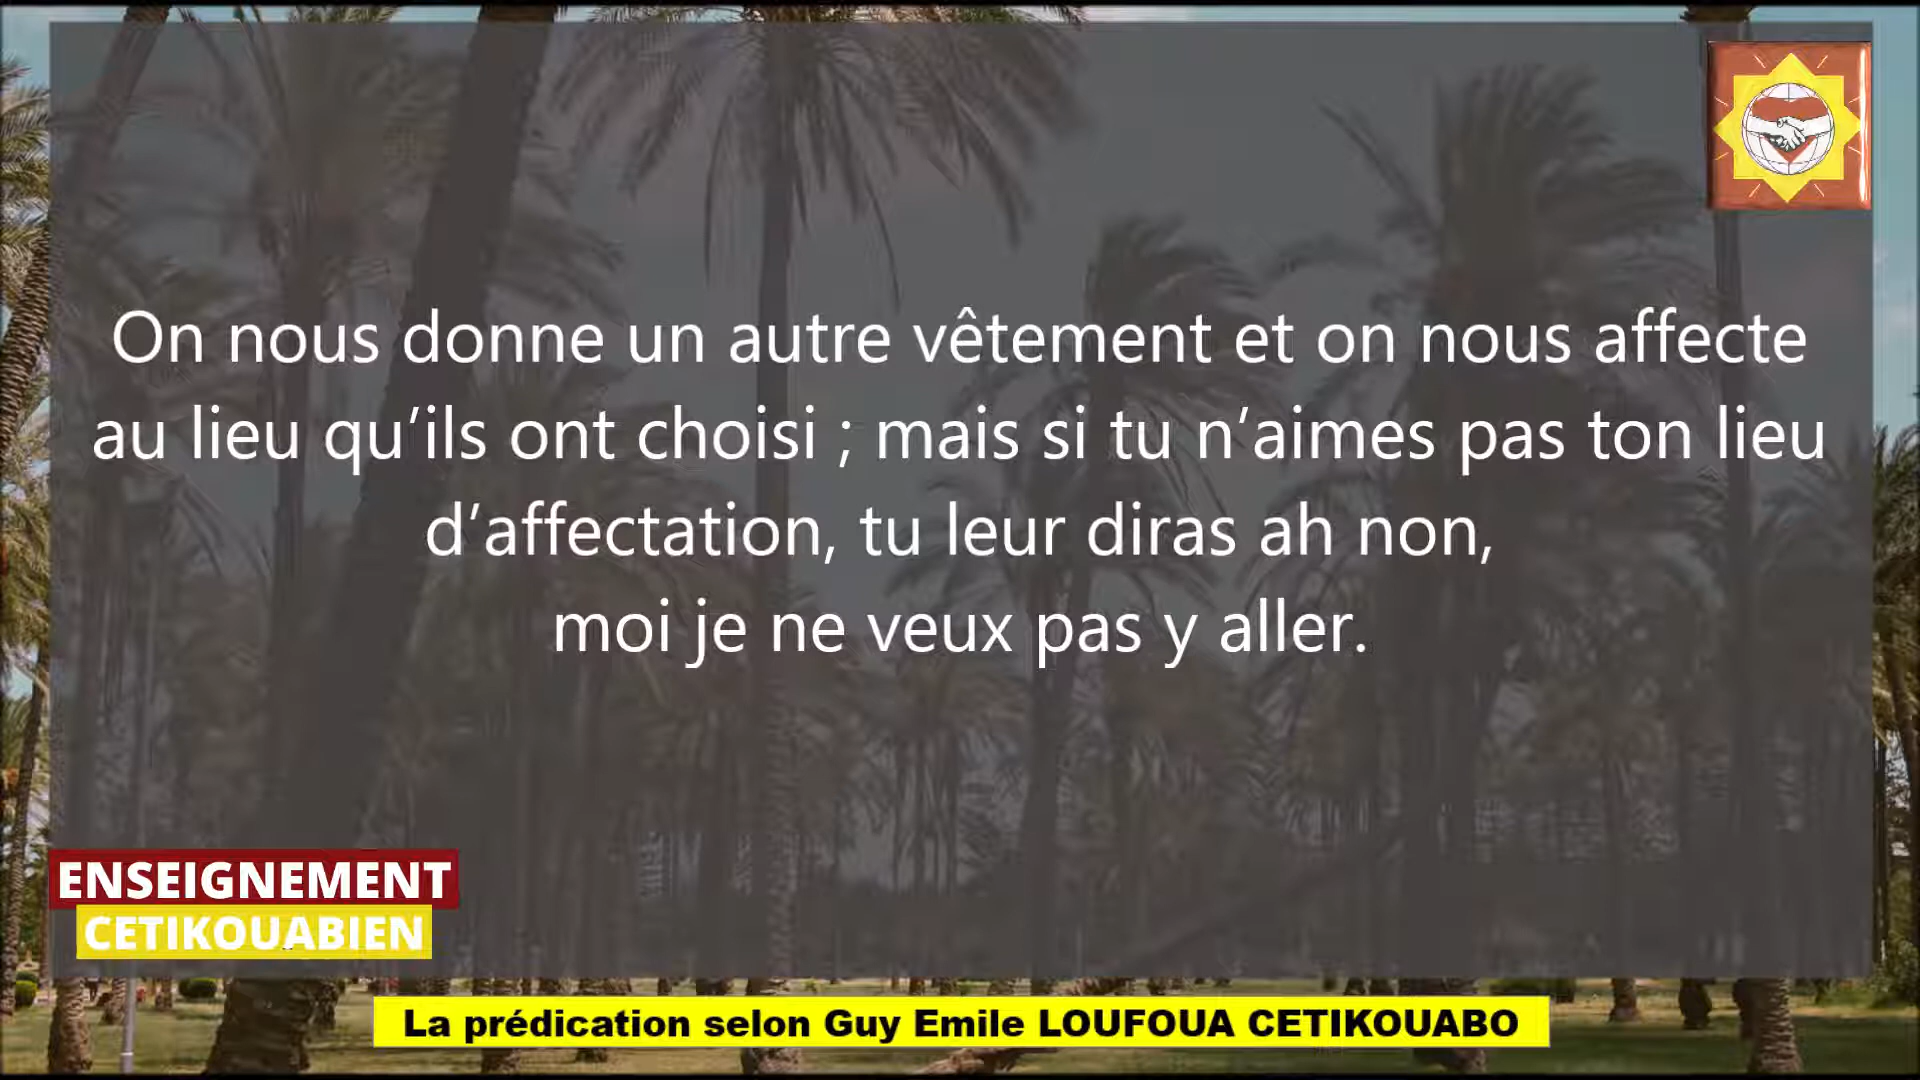 On nous donne un autre vêtement et on nous affecte
au lieu qu’ils ont choisi ; mais si tu n’aimes pas ton lieu
d’affectation, tu leur diras ah non,
moi je ne veux pas y aller.
ENSEIGNEMENT
CETIKOUABIEN
La prédication selon Guy Emile LOUFOUA CETIKOUABO